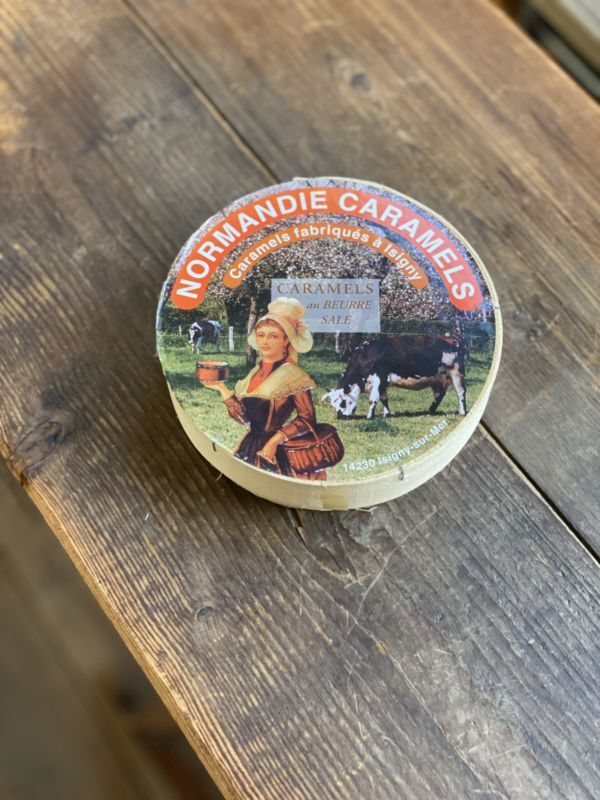 NORMANDIE CARAMELS
Caramels fabriqués à Isigny
CARAMELS
au BEURRE
SALE
14230 Isigny-sur-Mer